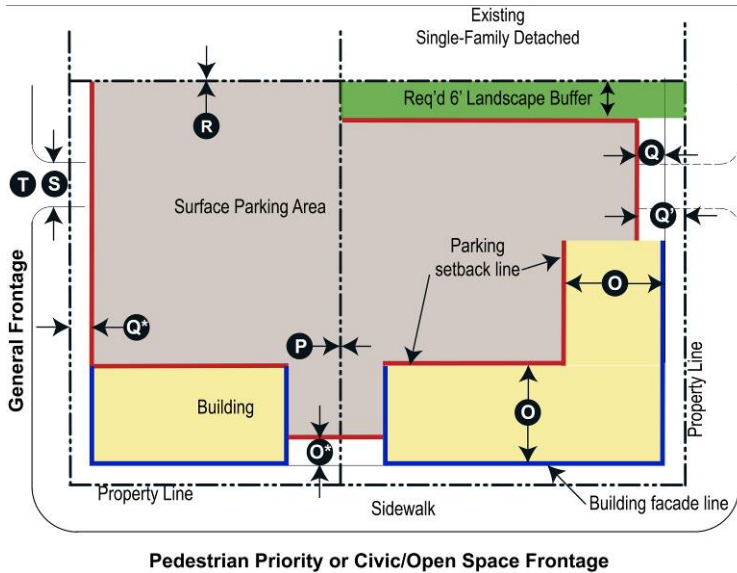 Existing
Single-Family Detached
Req'd 6' Landscape Buffer
R
Q
T S
Surface Parking Area
Q*
Parking
setback line
O
General Frontage
Q*
P
Building
O
Property Line
O*
Property Line
Sidewalk
Building facade line
Pedestrian Priority or Civic/Open Space Frontage